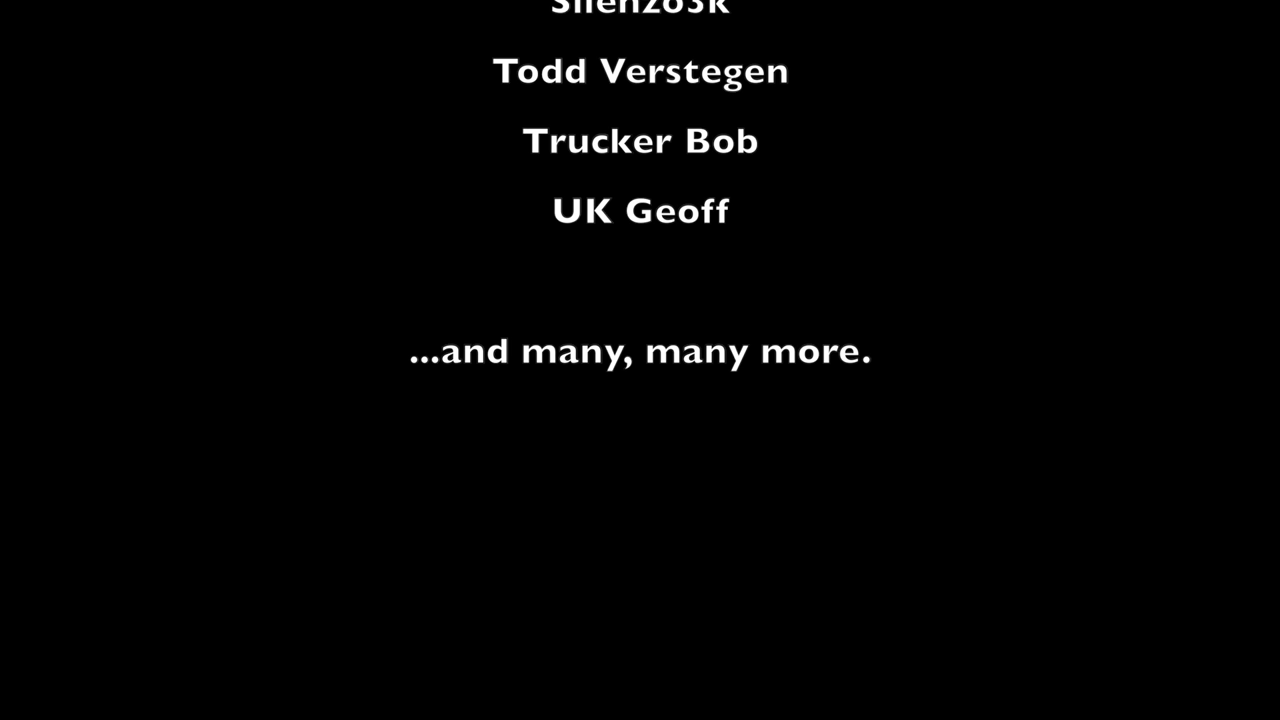 Todd Verstegen
Trucker Bob
UK Geoff
...and many, many more.